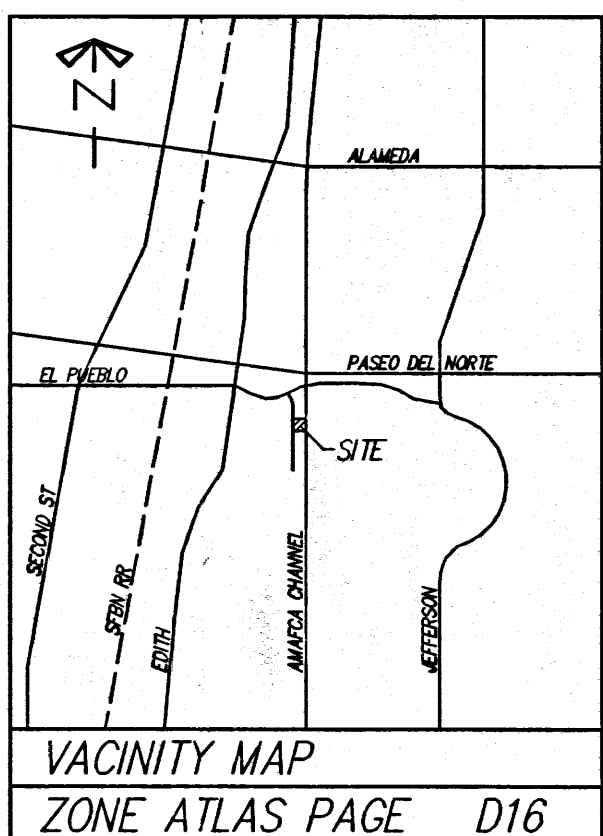 N
ALAMEDA
PASEO DEL NORTE
EL PUEBLO
SITE
SECOND ST
SFBN RR
EDITH
AMAFCA CHANNEL
JEFFERSON
VACINITY MAP
ZONE ATLAS PAGE D16